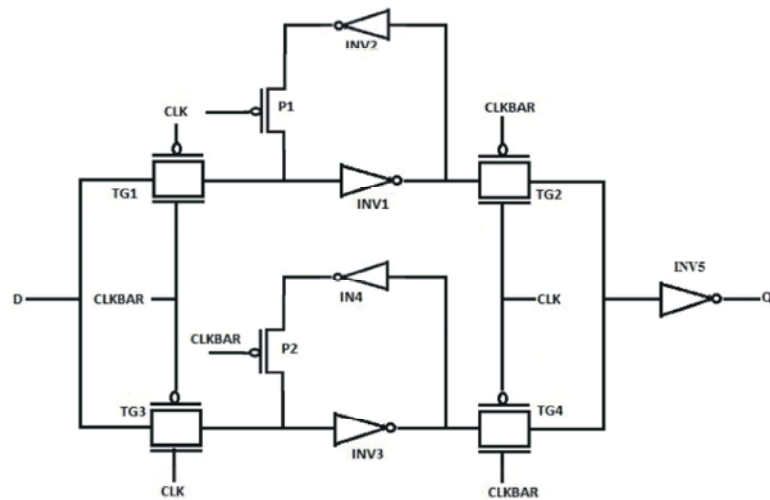 INV2
CLK
P1
CLKBAR
TG1
INV1
TG2
INV5
D
CLKBAR
CLK
Q
IN4
CLKBAR
P2
TG3
INV3
TG4
CLK
CLKBAR